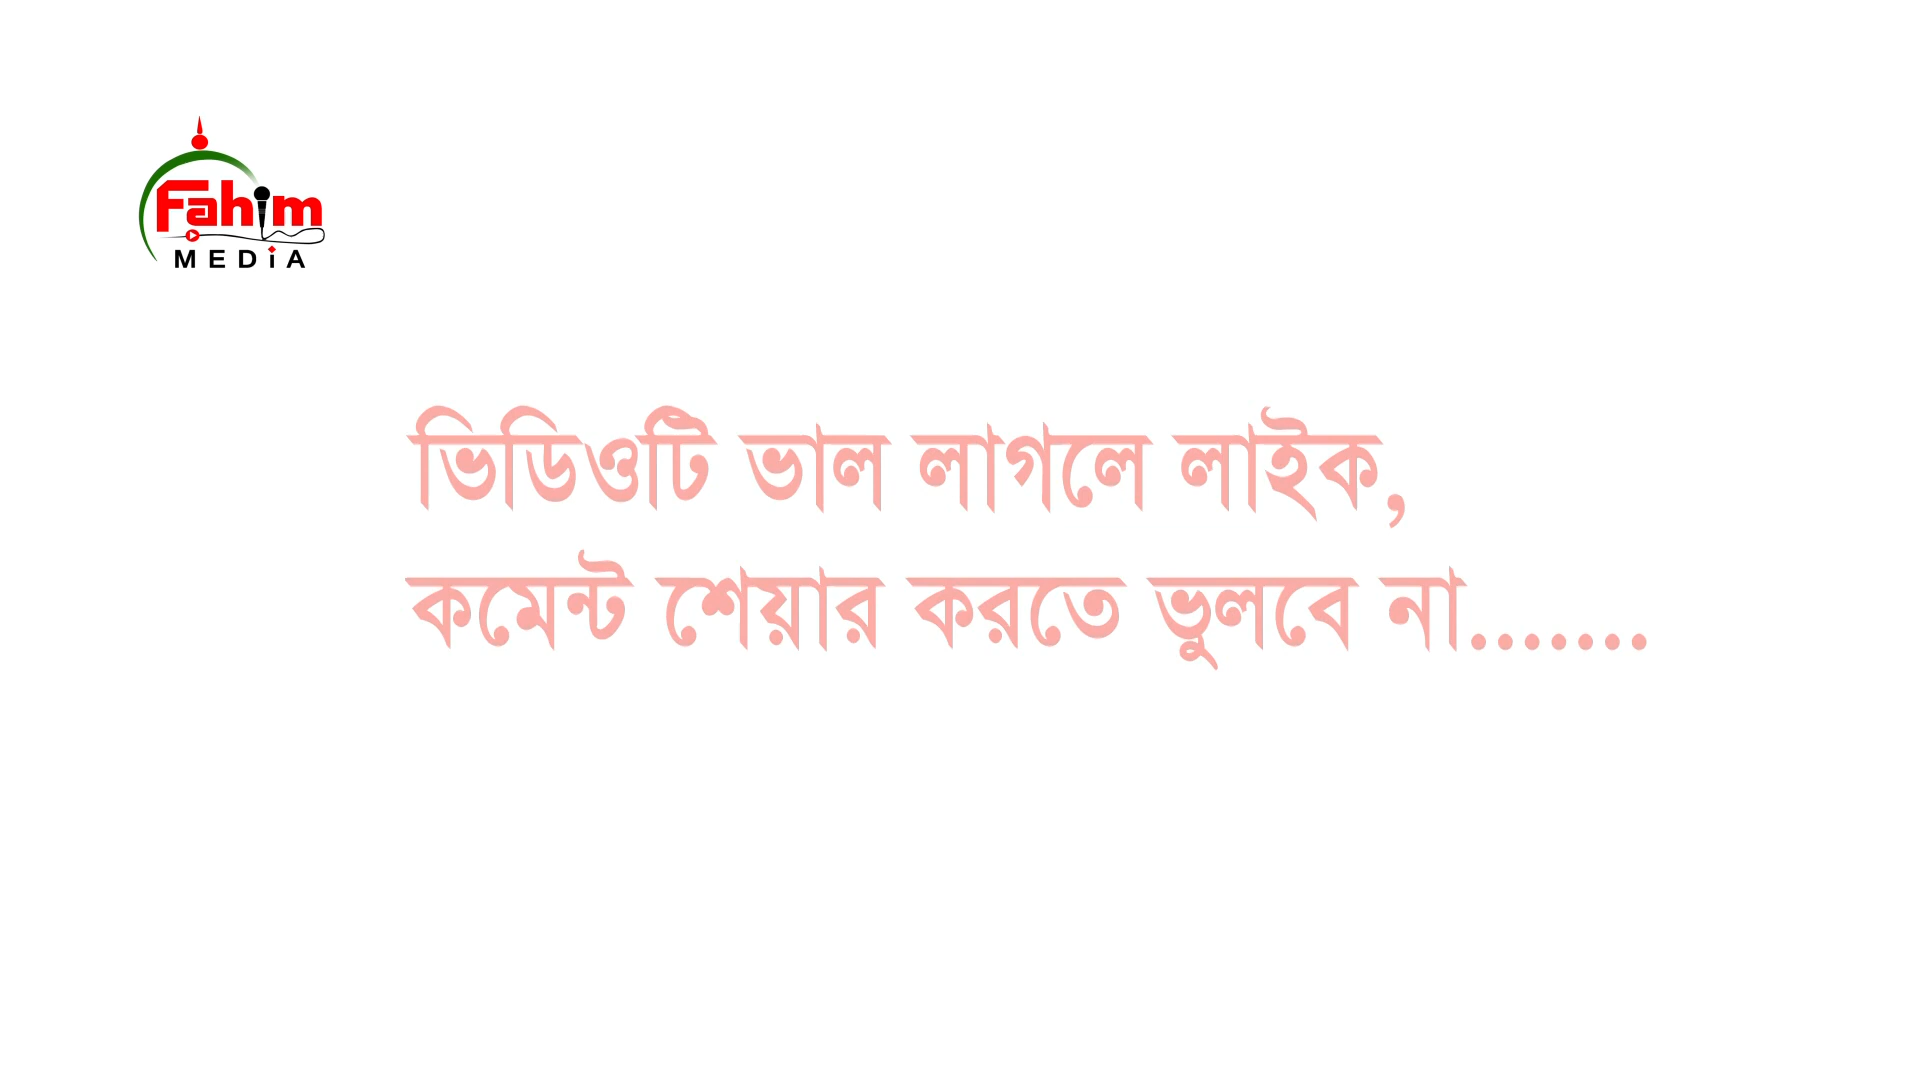 Fahim
MEDiA
ভিডিওটি ভাল লাগলে লাইক,
কমেন্ট শেয়ার করতে ভুলবে না.......